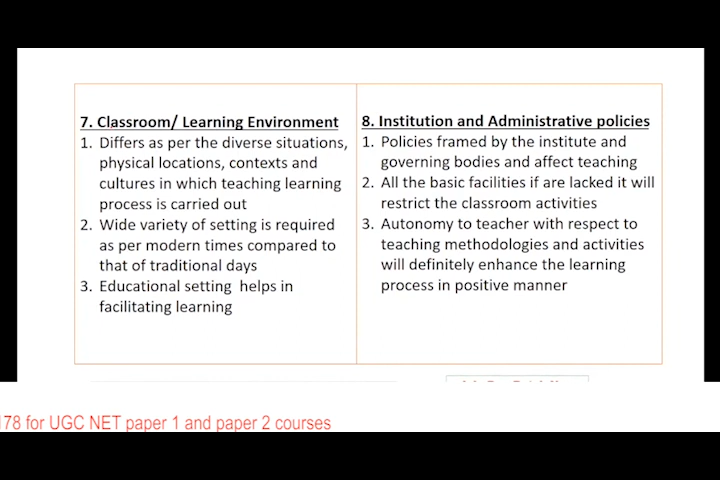 7. Classroom/ Learning Environment
1. Differs as per the diverse situations,
physical locations, contexts and
cultures in which teaching learning
process is carried out
2. Wide variety of setting is required
as per modern times compared to
that of traditional days
3. Educational setting helps in
facilitating learning
8. Institution and Administrative policies
1. Policies framed by the institute and
governing bodies and affect teaching
2. All the basic facilities if are lacked it will
restrict the classroom activities
3. Autonomy to teacher with respect to
teaching methodologies and activities
will definitely enhance the learning
process in positive manner
178 for UGC NET paper 1 and paper 2 courses